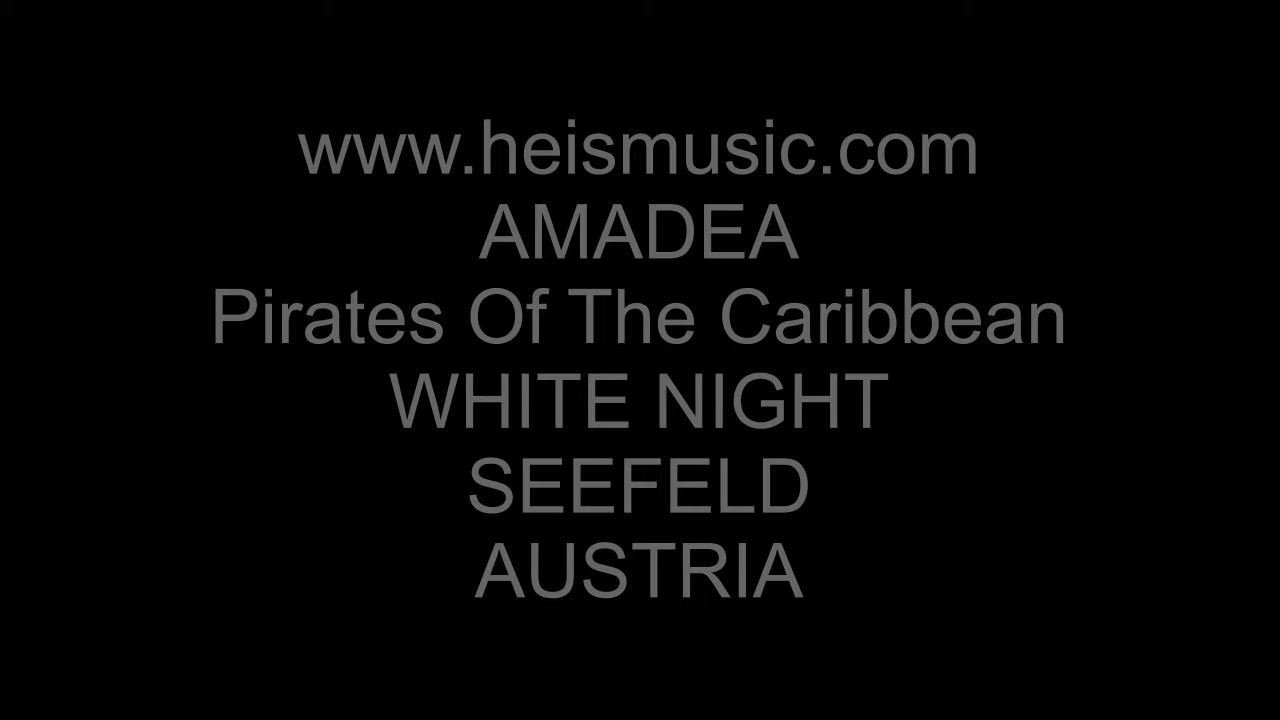 www.heismusic.com
AMADEA
Pirates Of The Caribbean
WHITE NIGHT
SEEFELD
AUSTRIA